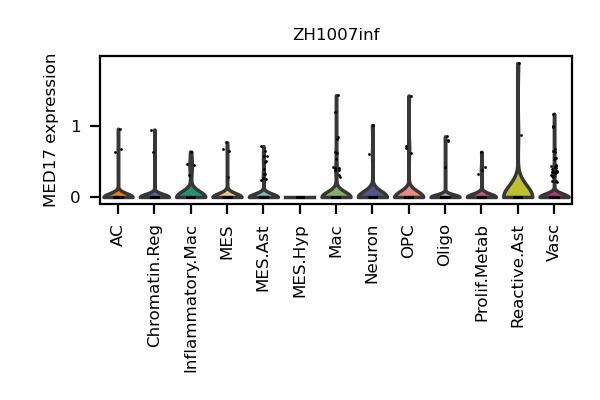 ZH1007inf
MED17 expression
1
0
AC
Chromatin.Reg
Inflammatory.Mac
MES
MES.Ast
MES.Hyp
Mac
Neuron
OPC
Oligo
Prolif.Metab
Reactive.Ast
Vasc